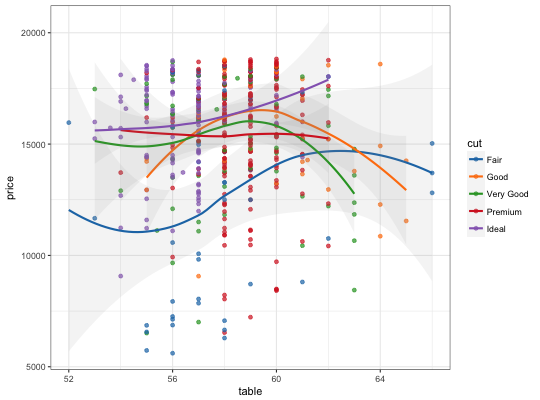 20000
15000
10000
5000
price
52
56
60
64
table
cut
Fair
Good
Very Good
Premium
Ideal